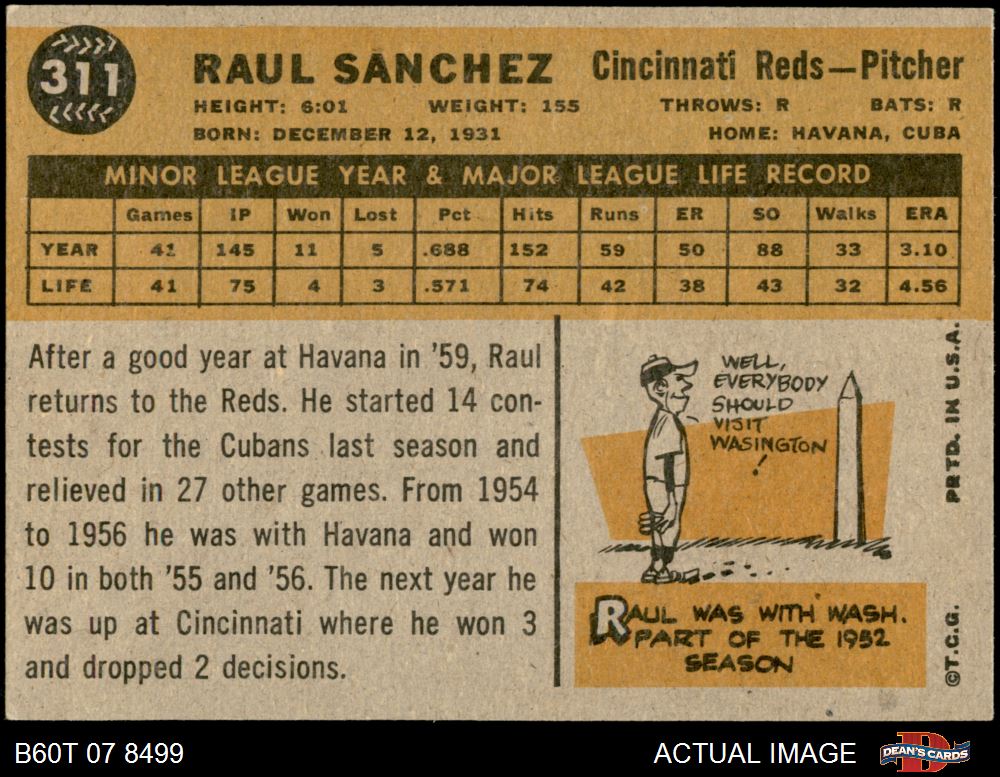 311
RAUL SANCHEZ Cincinnati Reds—Pitcher
HEIGHT: 6:01 WEIGHT: 155 THROWS: R BATS: R
BORN: DECEMBER 12, 1931 HOME: HAVANA, CUBA
MINOR LEAGUE YEAR & MAJOR LEAGUE LIFE RECORD
Games IP Won Lost Pct Hits Runs ER SO Walks ERA
YEAR 41 145 11 5 .688 152 59 50 88 33 3.10
LIFE 41 75 4 3 .571 74 42 38 43 32 4.56
After a good year at Havana in '59, Raul
returns to the Reds. He started 14 con-
tests for the Cubans last season and
relieved in 27 other games. From 1954
to 1956 he was with Havana and won
10 in both '55 and '56. The next year he
was up at Cincinnati where he won 3
and dropped 2 decisions.
WELL,
EVERYBODY
SHOULD
VISIT
WASINGTON
!
RAUL WAS WITH WASH.
PART OF THE 1952
SEASON
©T.C.G. PRTD. IN U.S.A.
B60T 07 8499 ACTUAL IMAGE DEAN'S CARDS